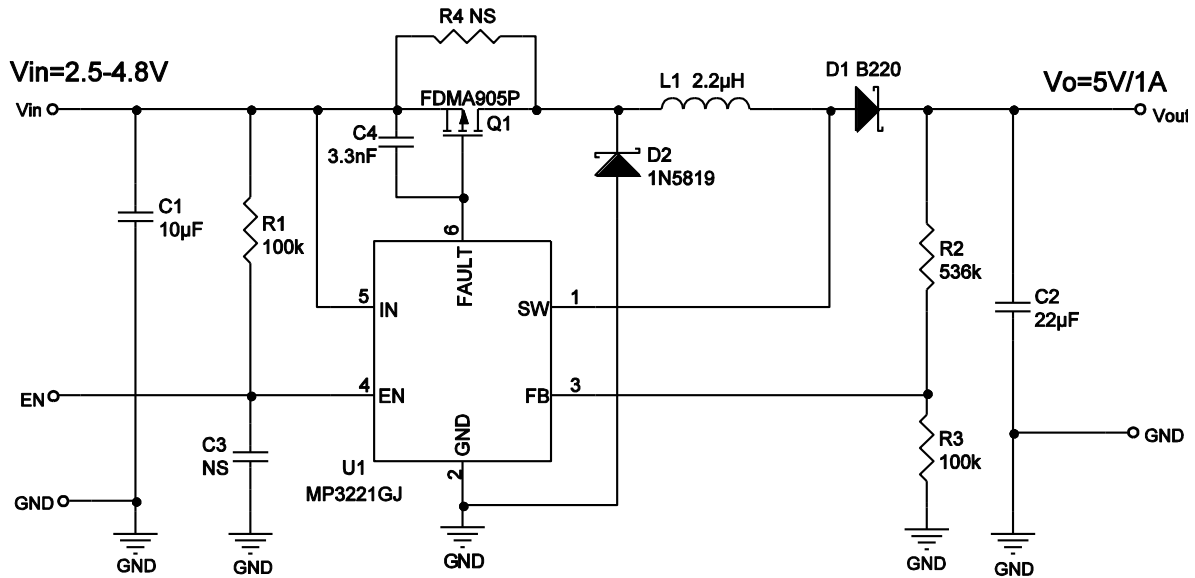 R4 NS
Vin=2.5-4.8V
L1 2.2µH
D1 B220
Vo=5V/1A
Vin
FDMA905P
Q1
Vout
C4
3.3nF
D2
1N5819
C1
10µF
R1
100k
6
FAULT
R2
536k
5
IN
SW
1
C2
22µF
EN
4
EN
FB
3
GND
C3
NS
R3
100k
GND
U1
2
MP3221GJ
GND
GND
GND
GND
GND
GND